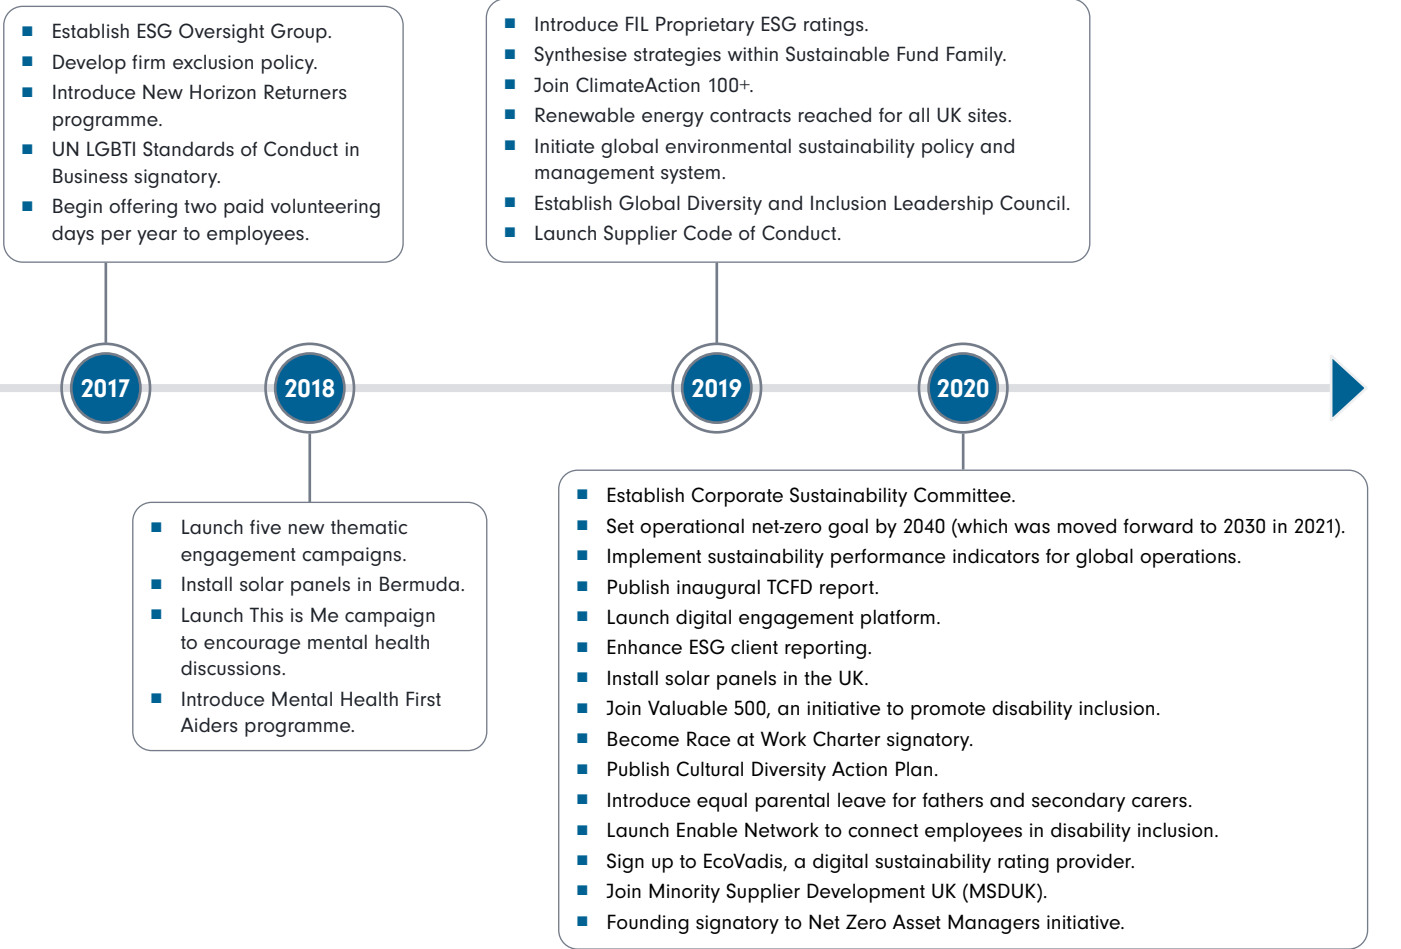 ■ Establish ESG Oversight Group.
■ Develop firm exclusion policy.
■ Introduce New Horizon Returners
programme.
■ UN LGBTI Standards of Conduct in
Business signatory.
■ Begin offering two paid volunteering
days per year to employees.
■ Introduce FIL Proprietary ESG ratings.
■ Synthesise strategies within Sustainable Fund Family.
■ Join ClimateAction 100+.
■ Renewable energy contracts reached for all UK sites.
■ Initiate global environmental sustainability policy and
management system.
■ Establish Global Diversity and Inclusion Leadership Council.
■ Launch Supplier Code of Conduct.
2017
2018
2019
2020
■ Launch five new thematic
engagement campaigns.
■ Install solar panels in Bermuda.
■ Launch This is Me campaign
to encourage mental health
discussions.
■ Introduce Mental Health First
Aiders programme.
■ Establish Corporate Sustainability Committee.
■ Set operational net-zero goal by 2040 (which was moved forward to 2030 in 2021).
■ Implement sustainability performance indicators for global operations.
■ Publish inaugural TCFD report.
■ Launch digital engagement platform.
■ Enhance ESG client reporting.
■ Install solar panels in the UK.
■ Join Valuable 500, an initiative to promote disability inclusion.
■ Become Race at Work Charter signatory.
■ Publish Cultural Diversity Action Plan.
■ Introduce equal parental leave for fathers and secondary carers.
■ Launch Enable Network to connect employees in disability inclusion.
■ Sign up to EcoVadis, a digital sustainability rating provider.
■ Join Minority Supplier Development UK (MSDUK).
■ Founding signatory to Net Zero Asset Managers initiative.